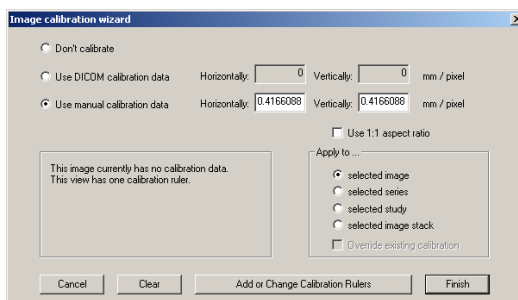 Image calibration wizard
Don't calibrate
Use DICOM calibration data Horizontally: 0 Vertically: 0 mm / pixel
Use manual calibration data Horizontally: 0.4166088 Vertically: 0.4166088 mm / pixel
Use 1:1 aspect ratio
This image currently has no calibration data.
This view has one calibration ruler.
Apply to ...
selected image
selected series
selected study
selected image stack
Override existing calibration
Cancel Clear Add or Change Calibration Rulers Finish